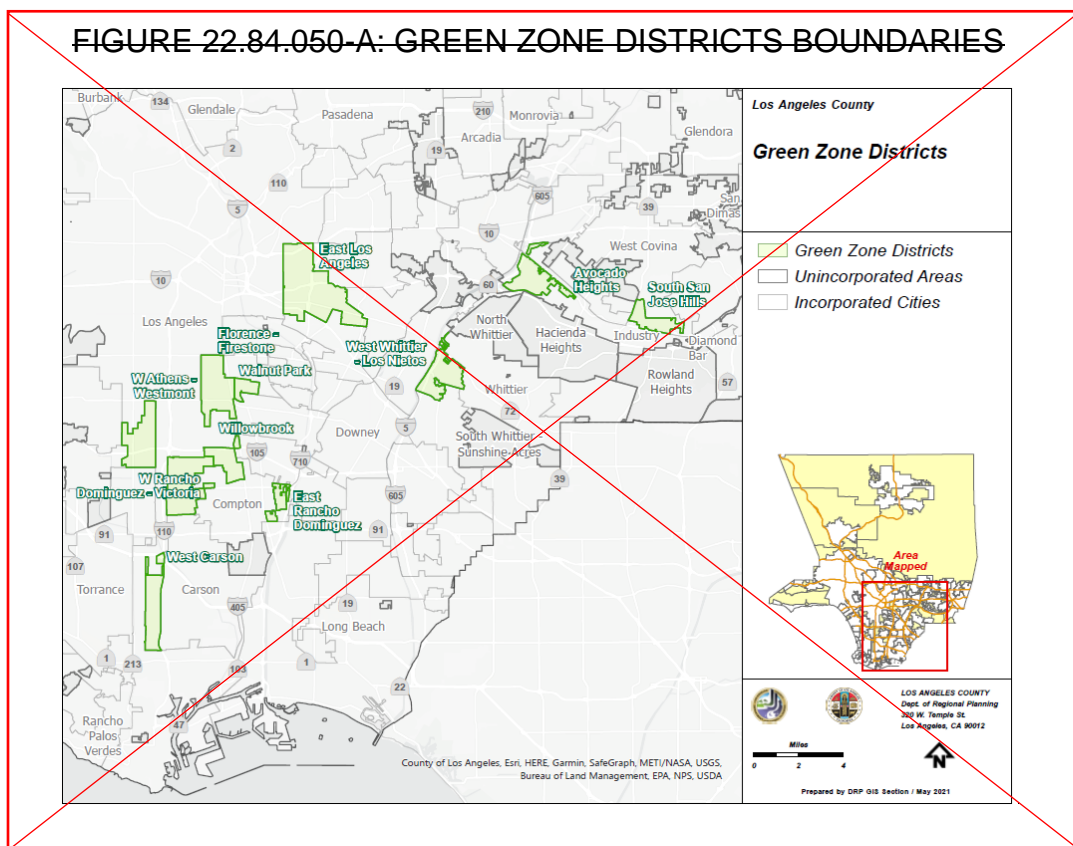 FIGURE 22.84.050-A: GREEN ZONE DISTRICTS BOUNDARIES
Burbank
134
Glendale
Pasadena
210
Monrovia
Arcadia
19
Glendora
2
110
5
605
39
San
Dimas
10
West Covina
East Los
Angeles
10
60
Avocado
Heights
South San
Jose Hills
Los Angeles
North
Whittier
Hacienda
Heights
Industry
Diamond
Bar
Florence -
Firestone
West Whittier
- Los Nietos
Rowland
Heights
57
Walnut Park
W Athens -
Westmont
19
Whittier
72
Willowbrook
Downey
5
South Whittier -
Sunshine Acres
105
710
39
W Rancho
Dominguez - Victoria
605
Compton
East
Rancho
Dominguez
91
110
91
West Carson
107
Torrance
Carson
405
19
Long Beach
1
213
103
1
22
47
Rancho
Palos
Verdes
County of Los Angeles, Esri, HERE, Garmin, SafeGraph, METI/NASA, USGS,
Bureau of Land Management, EPA, NPS, USDA
Los Angeles County
Green Zone Districts
Green Zone Districts
Unincorporated Areas
Incorporated Cities
Area
Mapped
LOS ANGELES COUNTY
Dept. of Regional Planning
320 W. Temple St.
Los Angeles, CA 90012
Miles
0 2 4
N
Prepared by DRP GIS Section / May 2021